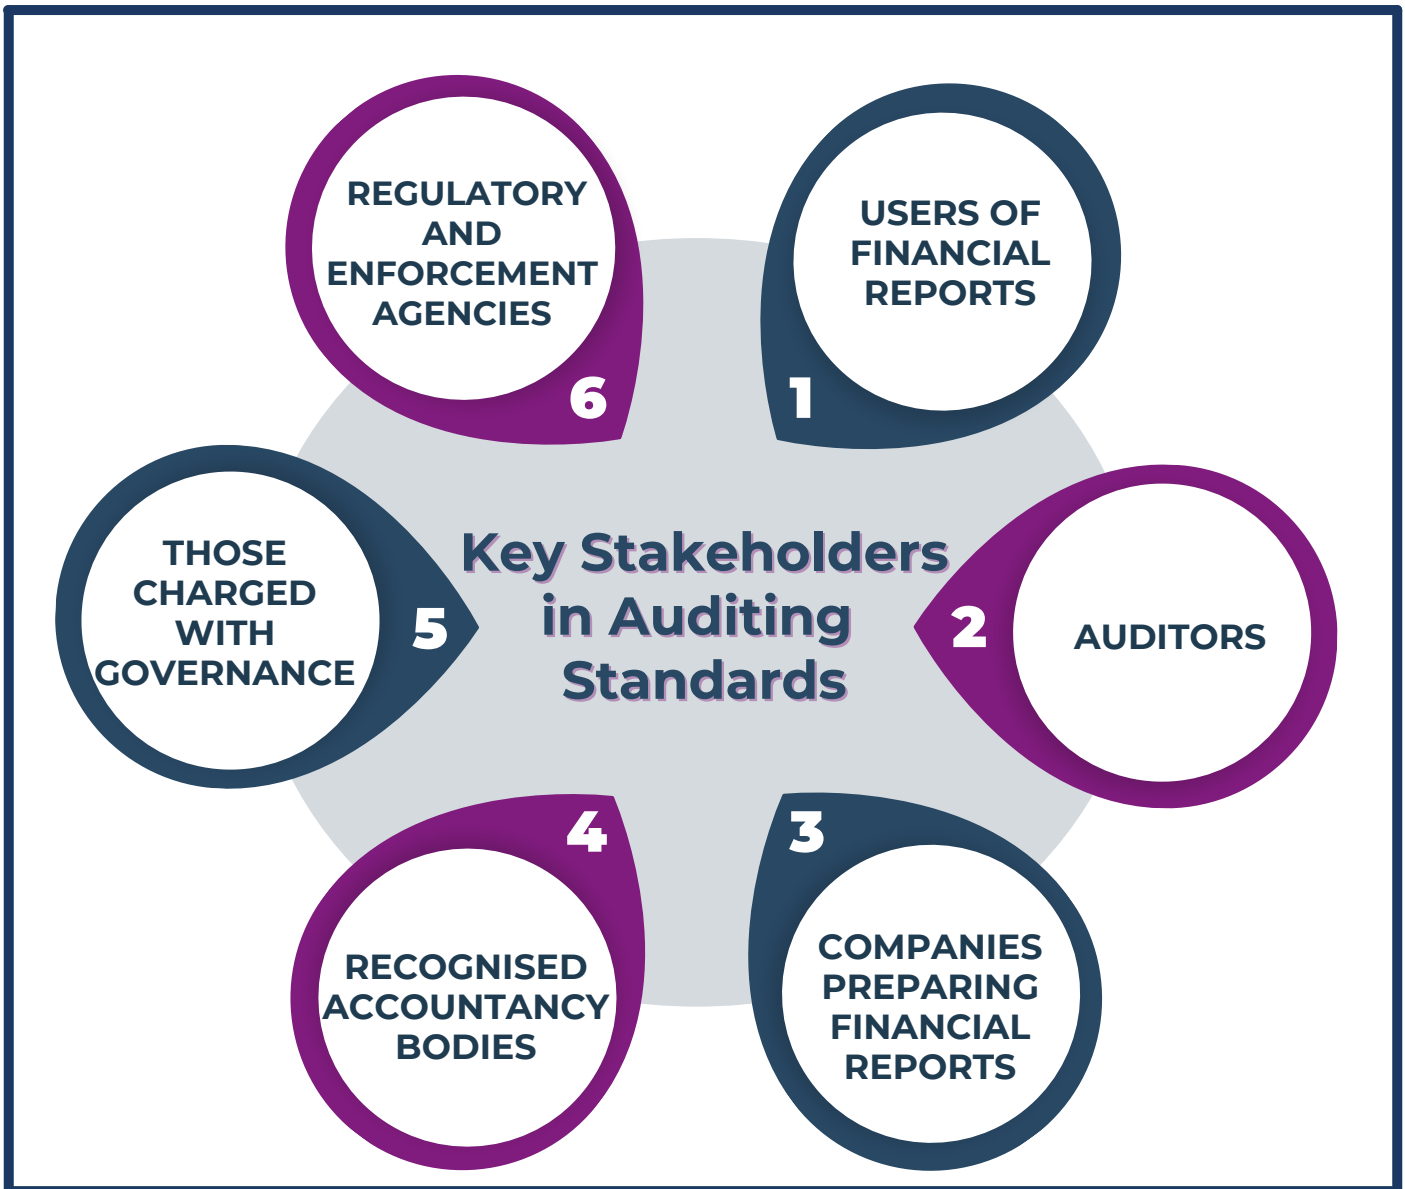 Key Stakeholders
in Auditing
Standards
1
USERS OF
FINANCIAL
REPORTS
2
AUDITORS
3
COMPANIES
PREPARING
FINANCIAL
REPORTS
4
RECOGNISED
ACCOUNTANCY
BODIES
5
THOSE
CHARGED
WITH
GOVERNANCE
6
REGULATORY
AND
ENFORCEMENT
AGENCIES